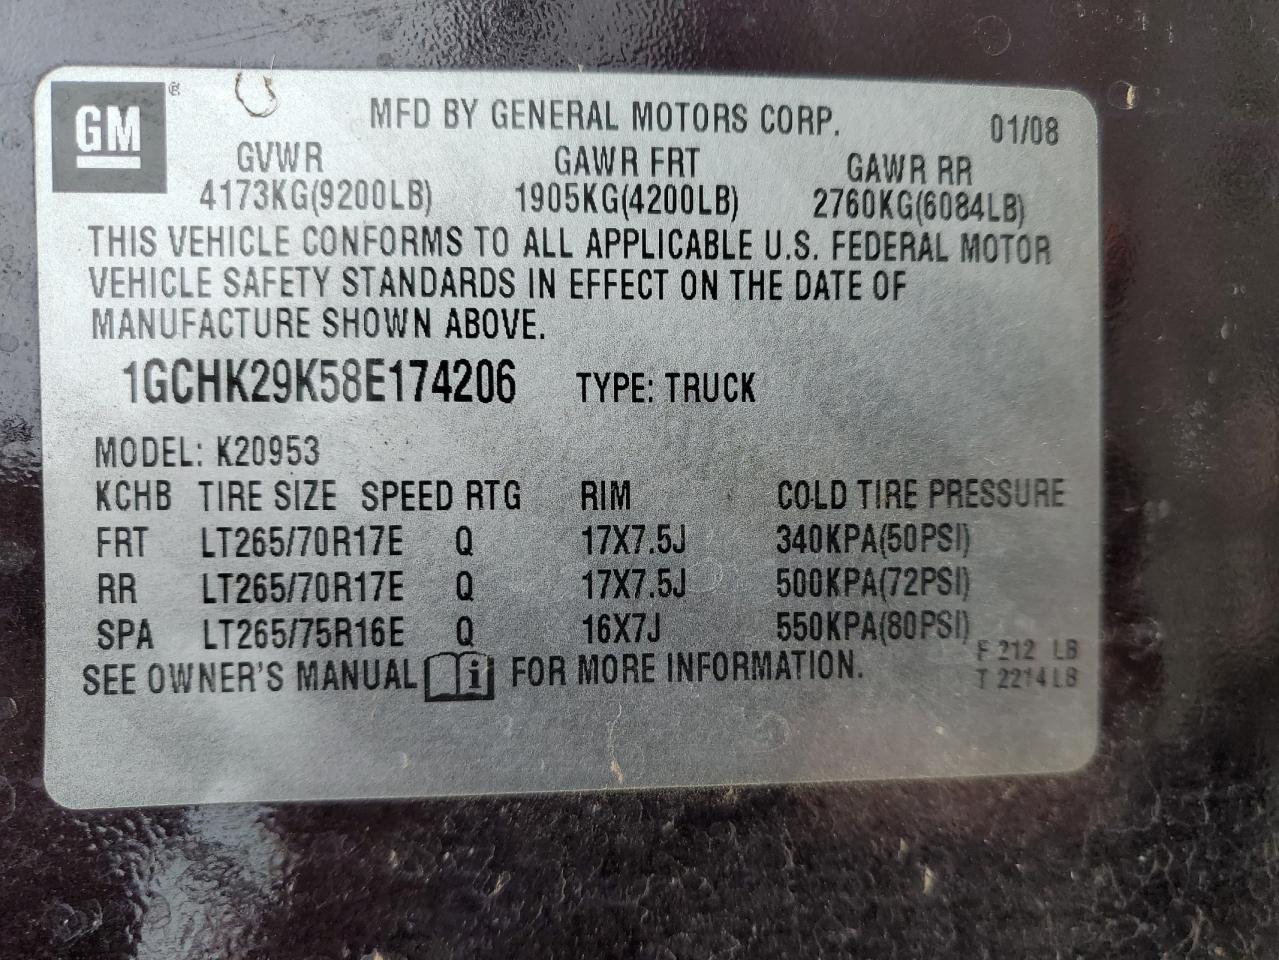 GM®
MFD BY GENERAL MOTORS CORP. 01/08
GVWR GAWR FRT GAWR RR
4173KG(9200LB) 1905KG(4200LB) 2760KG(6084LB)
THIS VEHICLE CONFORMS TO ALL APPLICABLE U.S. FEDERAL MOTOR
VEHICLE SAFETY STANDARDS IN EFFECT ON THE DATE OF
MANUFACTURE SHOWN ABOVE.
1GCHK29K58E174206 TYPE: TRUCK
MODEL: K20953
KCHB TIRE SIZE SPEED RTG RIM COLD TIRE PRESSURE
FRT LT265/70R17E Q 17X7.5J 340KPA(50PSI)
RR LT265/70R17E Q 17X7.5J 500KPA(72PSI)
SPA LT265/75R16E Q 16X7J 550KPA(80PSI)
F 212 LB
SEE OWNER'S MANUAL i FOR MORE INFORMATION. T 2214 LB